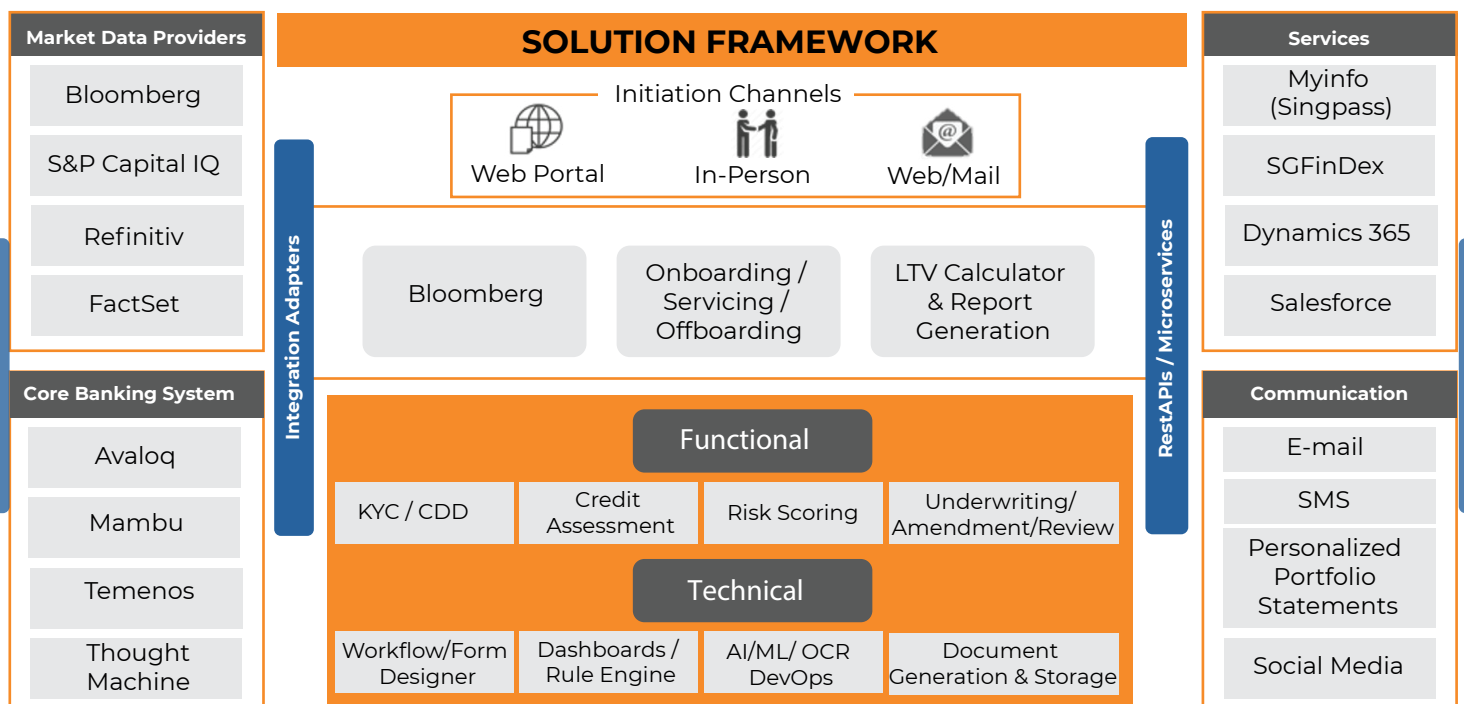 Market Data Providers
Bloomberg
S&P Capital IQ
Refinitiv
FactSet
Core Banking System
Avaloq
Mambu
Temenos
Thought
Machine
Integration Adapters
SOLUTION FRAMEWORK
Initiation Channels
Web Portal
In-Person
Web/Mail
Bloomberg
Onboarding /
Servicing /
Offboarding
LTV Calculator
& Report
Generation
Functional
KYC / CDD
Credit
Assessment
Risk Scoring
Underwriting/
Amendment/Review
Technical
Workflow/Form
Designer
Dashboards /
Rule Engine
AI/ML/ OCR
DevOps
Document
Generation & Storage
RestAPIs / Microservices
Services
Myinfo
(Singpass)
SGFinDex
Dynamics 365
Salesforce
Communication
E-mail
SMS
Personalized
Portfolio
Statements
Social Media